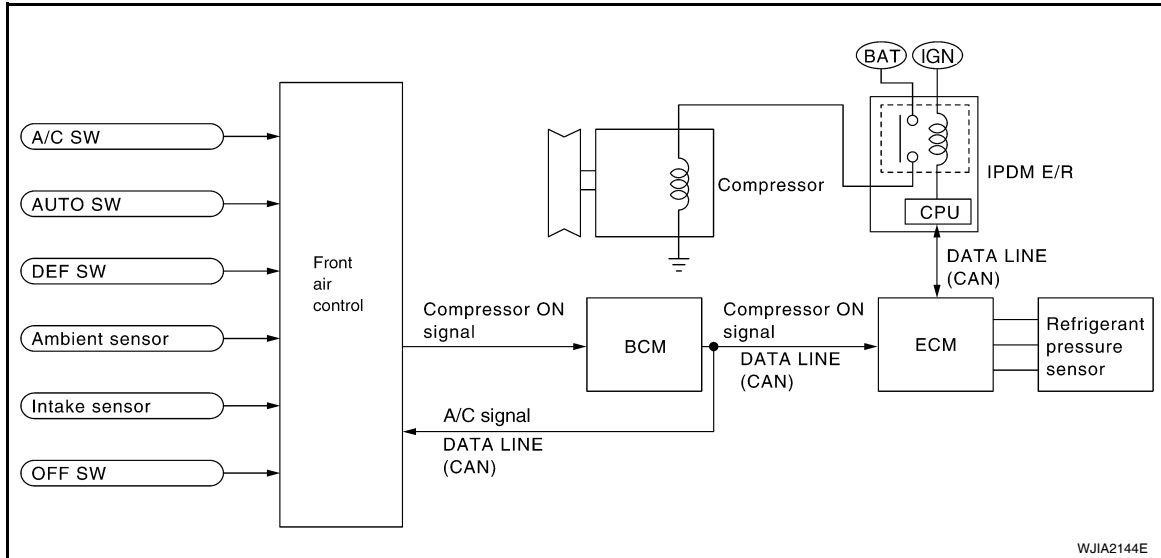 BAT
IGN
A/C SW
AUTO SW
DEF SW
Ambient sensor
Intake sensor
OFF SW
Front
air
control
Compressor
IPDM E/R
CPU
DATA LINE
(CAN)
Compressor ON
signal
BCM
Compressor ON
signal
DATA LINE
(CAN)
ECM
Refrigerant
pressure
sensor
A/C signal
DATA LINE
(CAN)
WJIA2144E